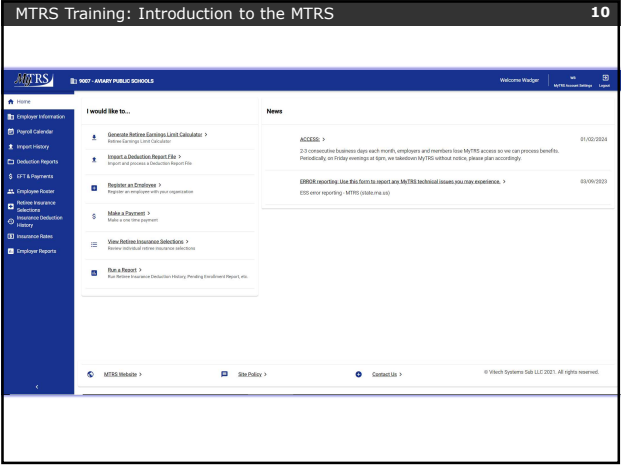 MTRS Training: Introduction to the MTRS 10
MyTRS
9007 - AVIARY PUBLIC SCHOOLS
Welcome Wadger
WB
MyTRS Account Settings
Logout
Home
Employer Information
Payroll Calendar
Import History
Deduction Reports
EFT & Payments
Employee Roster
Retiree Insurance
Selections
Insurance Deduction
History
Insurance Rates
Employer Reports
I would like to...
Generate Retiree Earnings Limit Calculator >
Retiree Earnings Limit Calculator
Import a Deduction Report File >
Import and process a Deduction Report File
Register an Employee >
Register an employee with your organization
Make a Payment >
Make a one time payment
View Retiree Insurance Selections >
Review individual retiree insurance selections
Run a Report >
Run Retiree Insurance Deduction History, Pending Enrollment Report, etc.
News
ACCESS: > 01/02/2024
2-3 consecutive business days each month, employers and members lose MyTRS access so we can process benefits.
Periodically, on Friday evenings at 6pm, we takedown MyTRS without notice, please plan accordingly.
ERROR reporting: Use this form to report any MyTRS technical issues you may experience. > 03/09/2023
ESS error reporting - MTRS (state.ma.us)
MTRS Website >
Site Policy >
Contact Us >
© Vitech Systems Sub LLC 2021. All rights reserved.
<